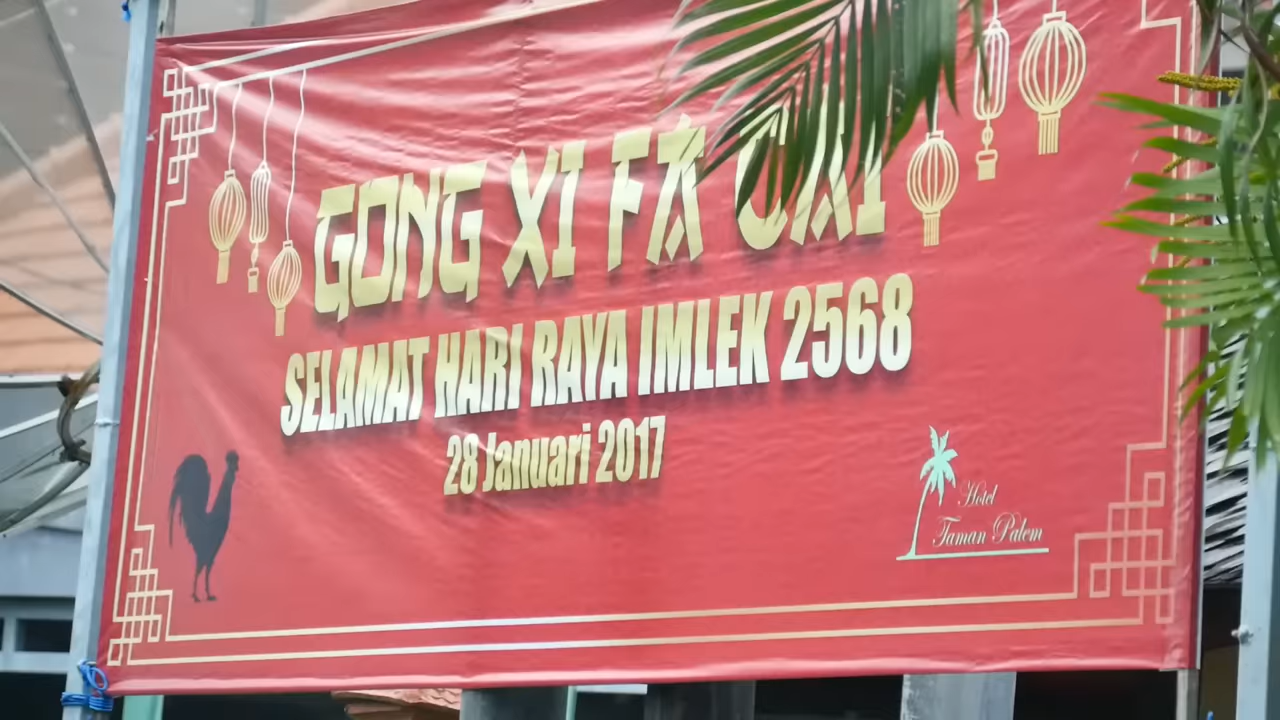 GONG XI FA CAI
SELAMAT HARI RAYA IMLEK 2568
28 Januari 2017
Hotel
Taman Palem